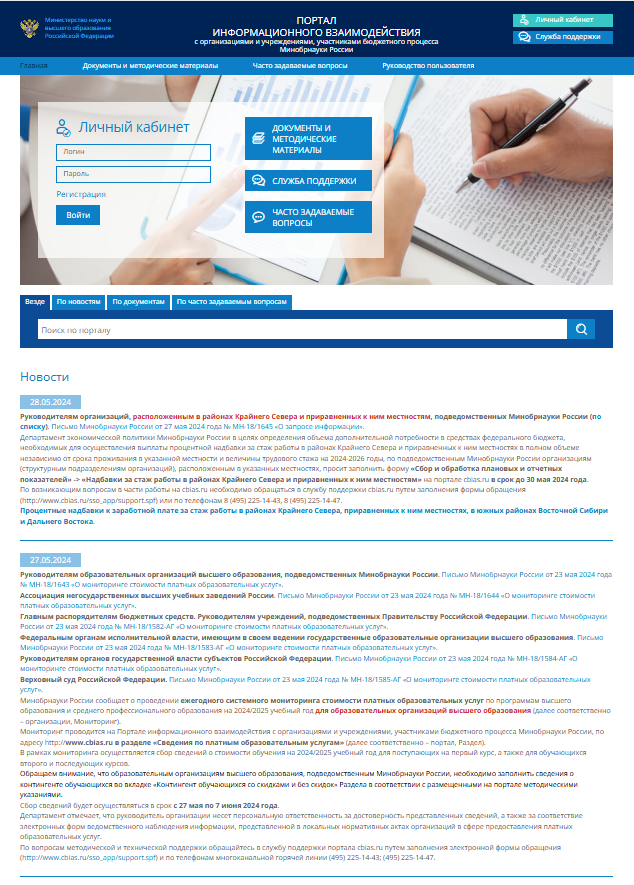 Министерство науки и
высшего образования
Российской Федерации
ПОРТАЛ
ИНФОРМАЦИОННОГО ВЗАИМОДЕЙСТВИЯ
с организациями и учреждениями, участниками бюджетного процесса
Минобрнауки России
Личный кабинет
Служба поддержки
Главная Документы и методические материалы Часто задаваемые вопросы Руководство пользователя
Личный кабинет
Логин
Пароль
Регистрация
Войти
ДОКУМЕНТЫ И
МЕТОДИЧЕСКИЕ
МАТЕРИАЛЫ
СЛУЖБА ПОДДЕРЖКИ
ЧАСТО ЗАДАВАЕМЫЕ
ВОПРОСЫ
Везде По новостям По документам По часто задаваемым вопросам
Поиск по порталу
Новости
28.05.2024
Руководителям организаций, расположенным в районах Крайнего Севера и приравненных к ним местностям, подведомственных Минобрнауки России (по
списку). Письмо Минобрнауки России от 27 мая 2024 года № МН-18/1645 «О запросе информации».
Департамент экономической политики Минобрнауки России в целях определения объема дополнительной потребности в средствах федерального бюджета,
необходимых для осуществления выплаты процентной надбавки за стаж работы в районах Крайнего Севера и приравненных к ним местностях в полном объеме
независимо от срока проживания в указанной местности и величины трудового стажа на 2024-2026 годы, по подведомственным Минобрнауки России организациям
(структурным подразделениям организаций), расположенным в указанных местностях, просит заполнить форму «Сбор и обработка плановых и отчетных
показателей» -> «Надбавки за стаж работы в районах Крайнего Севера и приравненных к ним местностям» на портале cbias.ru в срок до 30 мая 2024 года.
По возникающим вопросам в части работы на cbias.ru необходимо обращаться в службу поддержки cbias.ru путем заполнения формы обращения
(http://www.cbias.ru/sso_app/support.spf) или по телефонам 8 (495) 225-14-43, 8 (495) 225-14-47.
Процентные надбавки к заработной плате за стаж работы в районах Крайнего Севера, приравненных к ним местностях, в южных районах Восточной Сибири
и Дальнего Востока.
27.05.2024
Руководителям образовательных организаций высшего образования, подведомственных Минобрнауки России. Письмо Минобрнауки России от 23 мая 2024 года
№ МН-18/1643 «О мониторинге стоимости платных образовательных услуг».
Ассоциация негосударственных высших учебных заведений России. Письмо Минобрнауки России от 23 мая 2024 года № МН-18/1644 «О мониторинге стоимости
платных образовательных услуг».
Главным распорядителям бюджетных средств. Руководителям учреждений, подведомственных Правительству Российской Федерации. Письмо Минобрнауки
России от 23 мая 2024 года № МН-18/1582-АГ «О мониторинге стоимости платных образовательных услуг».
Федеральным органам исполнительной власти, имеющим в своем ведении государственные образовательные организации высшего образования. Письмо
Минобрнауки России от 23 мая 2024 года № МН-18/1583-АГ «О мониторинге стоимости платных образовательных услуг».
Руководителям органов государственной власти субъектов Российской Федерации. Письмо Минобрнауки России от 23 мая 2024 года № МН-18/1584-АГ «О
мониторинге стоимости платных образовательных услуг».
Верховный суд Российской Федерации. Письмо Минобрнауки России от 23 мая 2024 года № МН-18/1585-АГ «О мониторинге стоимости платных образовательных
услуг».
Минобрнауки России сообщает о проведении ежегодного системного мониторинга стоимости платных образовательных услуг по программам высшего
образования и среднего профессионального образования на 2024/2025 учебный год для образовательных организаций высшего образования (далее соответственно
– организации, Мониторинг).
Мониторинг проводится на Портале информационного взаимодействия с организациями и учреждениями, участниками бюджетного процесса Минобрнауки России, по
адресу http://www.cbias.ru в разделе «Сведения по платным образовательным услугам» (далее соответственно – портал, Раздел).
В рамках мониторинга осуществляется сбор сведений о стоимости обучения на 2024/2025 учебный год для поступающих на первый курс, а также для обучающихся
второго и последующих курсов.
Обращаем внимание, что образовательным организациям высшего образования, подведомственным Минобрнауки России, необходимо заполнить сведения о
контингенте обучающихся во вкладке «Контингент обучающихся со скидками и без скидок» Раздела в соответствии с размещенными на портале методическими
указаниями.
Сбор сведений будет осуществляться в срок с 27 мая по 7 июня 2024 года.
Департамент отмечает, что руководитель организации несет персональную ответственность за достоверность представленных сведений, а также за соответствие
электронных форм ведомственного наблюдения информации, представленной в локальных нормативных актах организаций в сфере предоставления платных
образовательных услуг.
По вопросам методической и технической поддержки обращайтесь в службу поддержки портала cbias.ru путем заполнения электронной формы обращения
(http://www.cbias.ru/sso_app/support.spf) и по телефонам многоканальной горячей линии (495) 225-14-43; (495) 225-14-47.